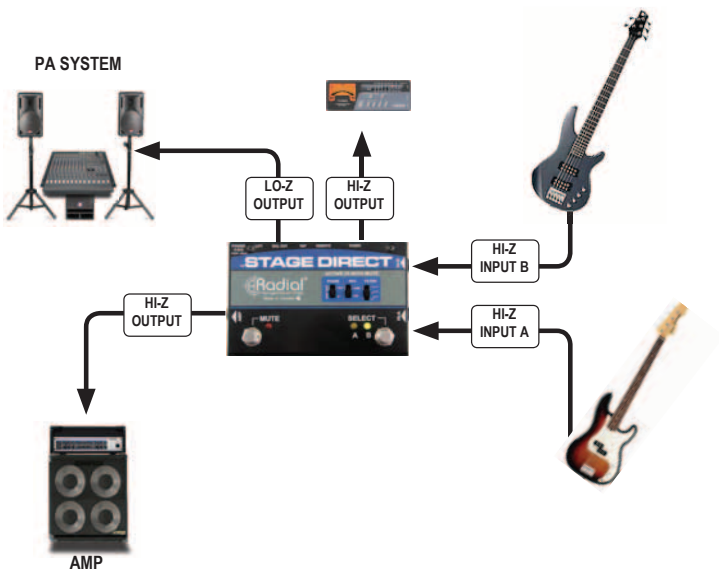 PA SYSTEM
LO-Z
OUTPUT
HI-Z
OUTPUT
STAGE DIRECT
HI-Z
INPUT B
Radial
HI-Z
OUTPUT
MUTE
SELECT
A B
HI-Z
INPUT A
AMP